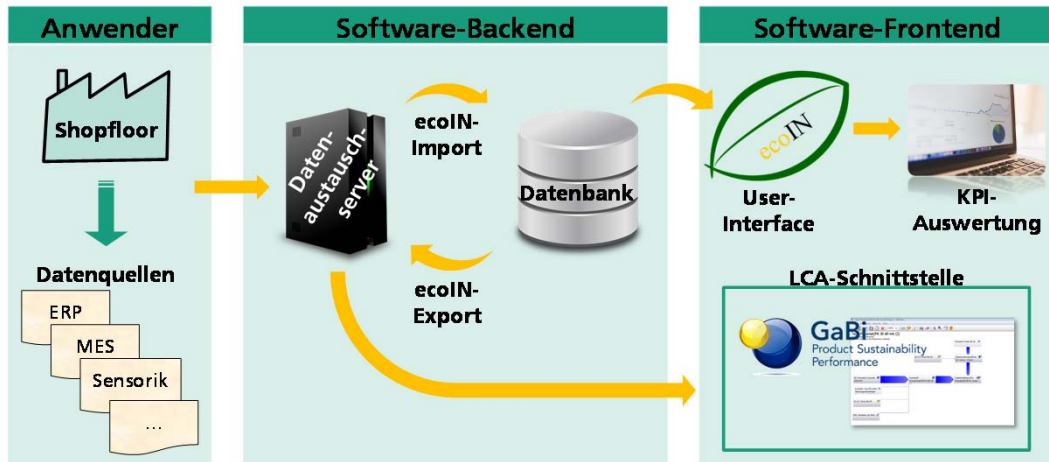 Anwender
Shopfloor
Datenquellen
ERP
MES
Sensorik
...
Software-Backend
Daten-
austausch-
server
ecoIN-
Import
Datenbank
ecoIN-
Export
Software-Frontend
ecoIN
User-
Interface
KPI-
Auswertung
LCA-Schnittstelle
GaBi
Product Sustainability
Performance